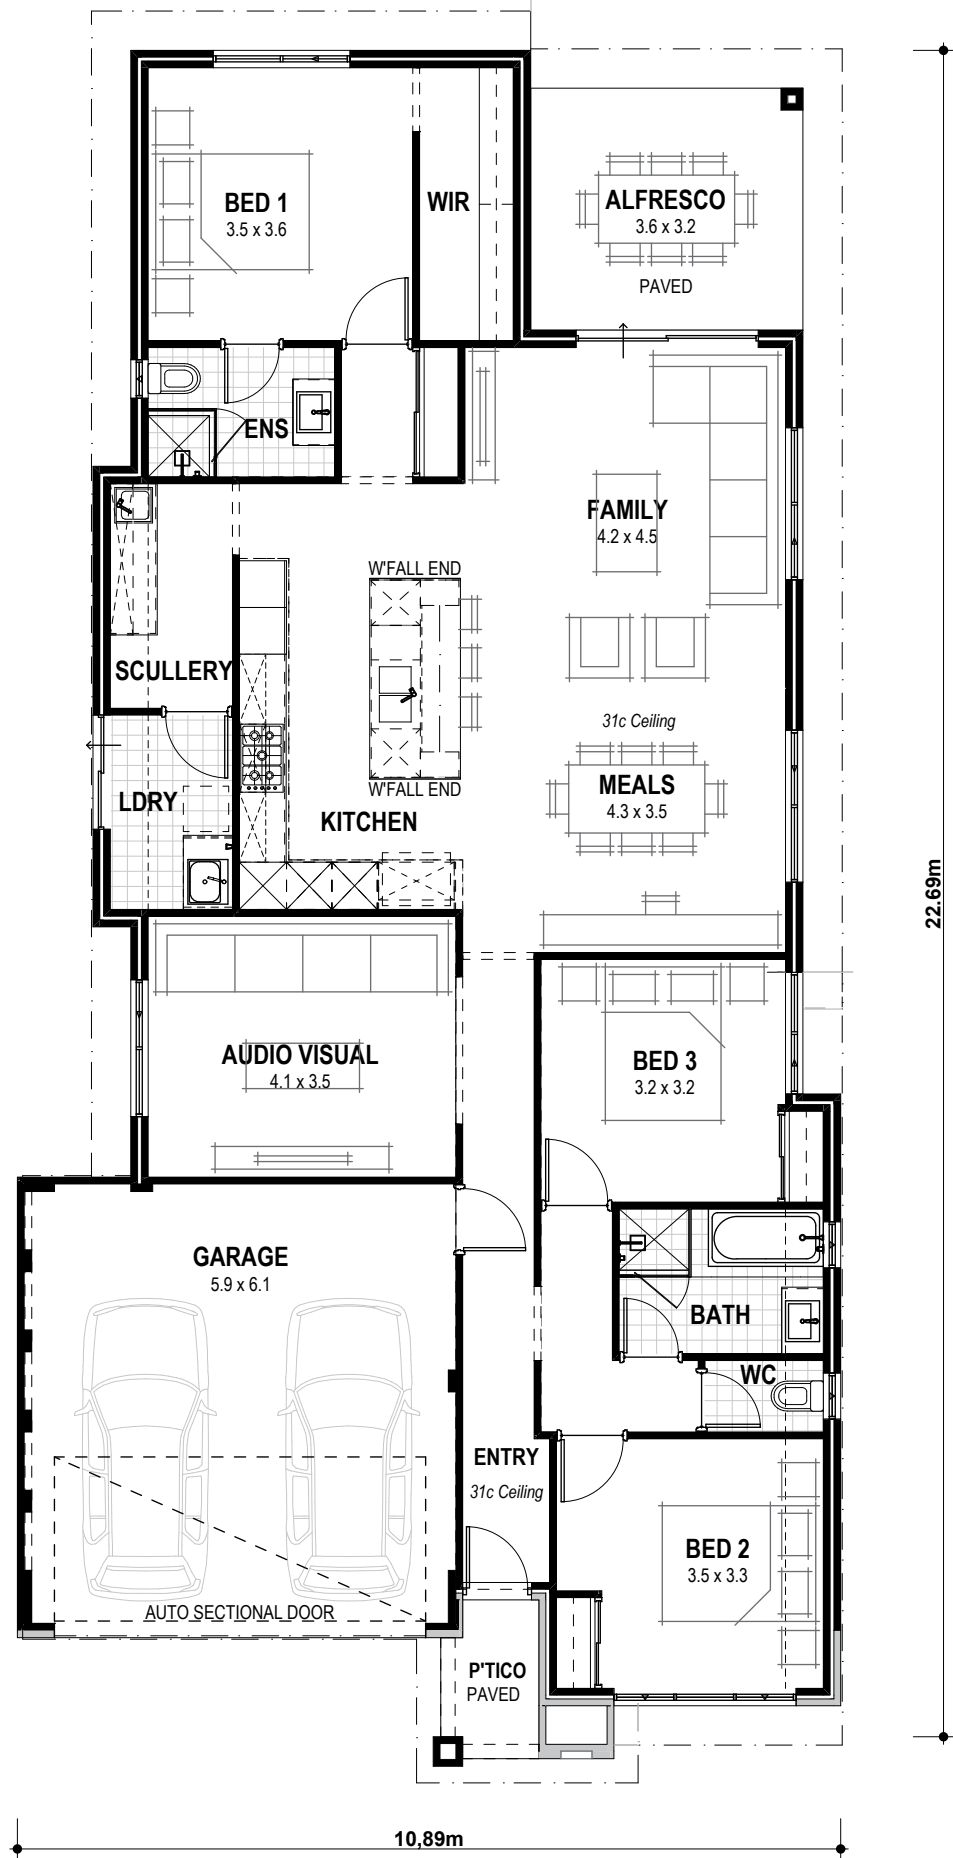 BED 1
3.5 x 3.6
WIR
ALFRESCO
3.6 x 3.2
PAVED
ENS
FAMILY
4.2 x 4.5
W'FALL END
SCULLERY
31c Ceiling
MEALS
4.3 x 3.5
W'FALL END
LDRY
KITCHEN
22.69m
AUDIO VISUAL
4.1 x 3.5
BED 3
3.2 x 3.2
GARAGE
5.9 x 6.1
BATH
WC
ENTRY
31c Ceiling
BED 2
3.5 x 3.3
AUTO SECTIONAL DOOR
P'TICO
PAVED
10,89m